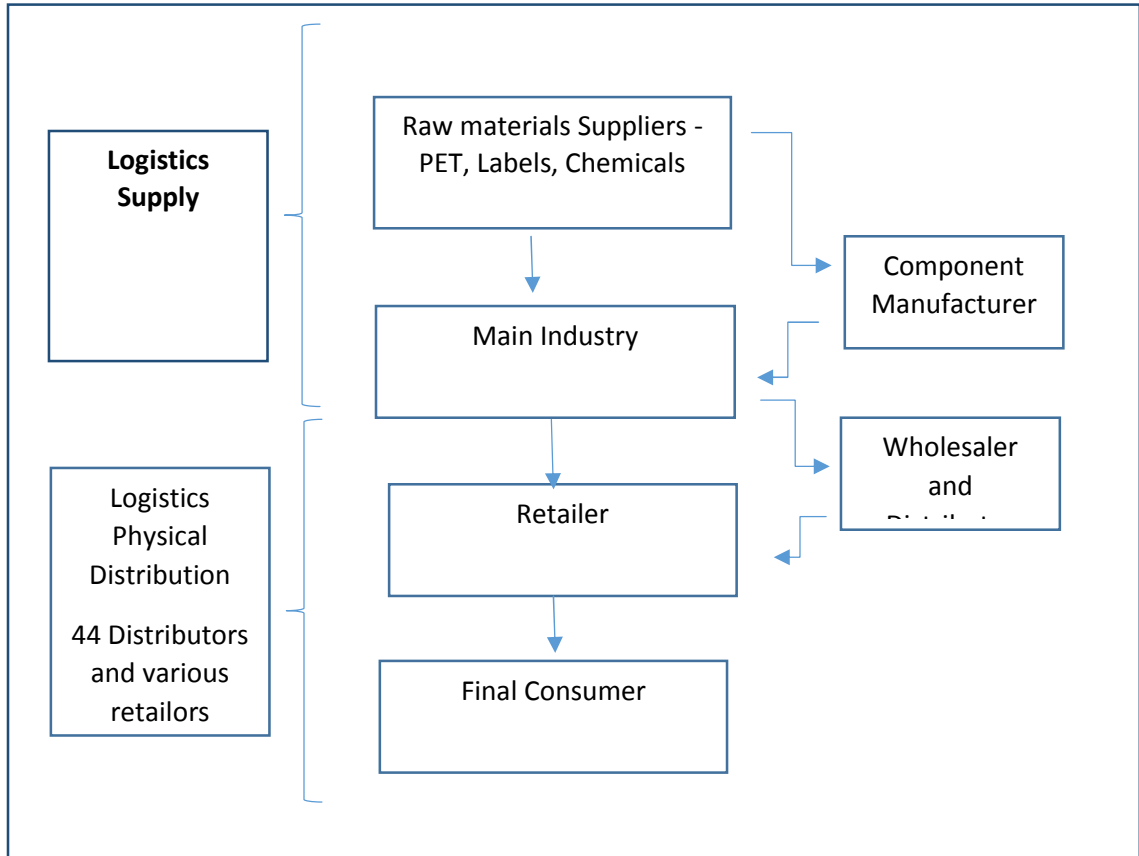 Raw materials Suppliers -
PET, Labels, Chemicals
Logistics
Supply
Component
Manufacturer
Main Industry
Wholesaler
and
Logistics
Physical
Distribution
44 Distributors
and various
retailors
Retailer
Final Consumer